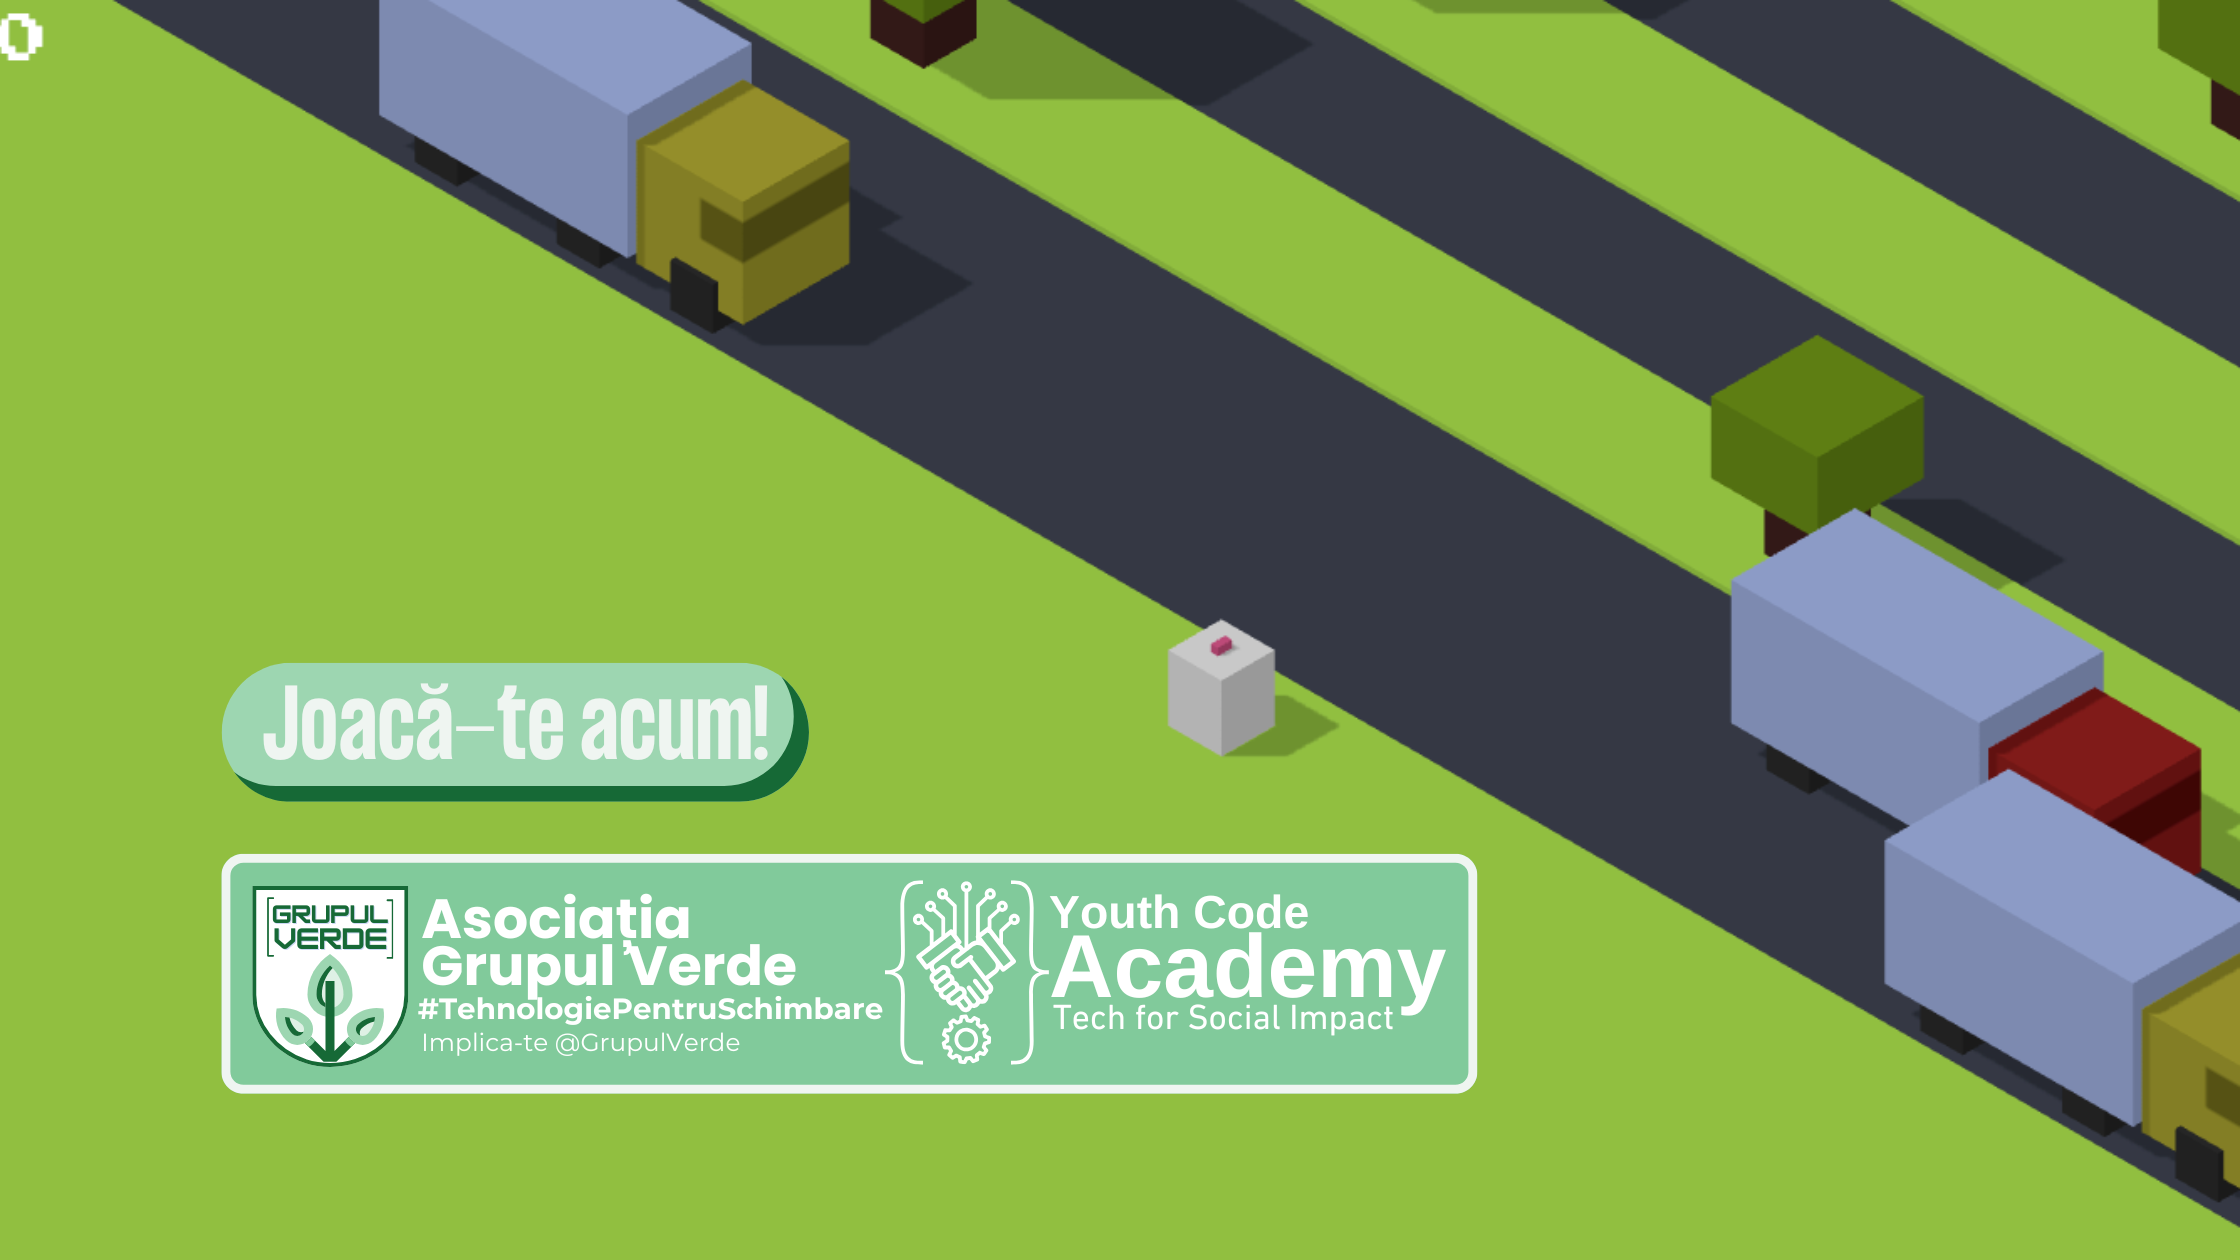 0
Joacă-te acum!
GRUPUL
VERDE
Asociația
Grupul Verde
#TehnologiePentruSchimbare
Implica-te @GrupulVerde
Youth Code
Academy
Tech for Social Impact